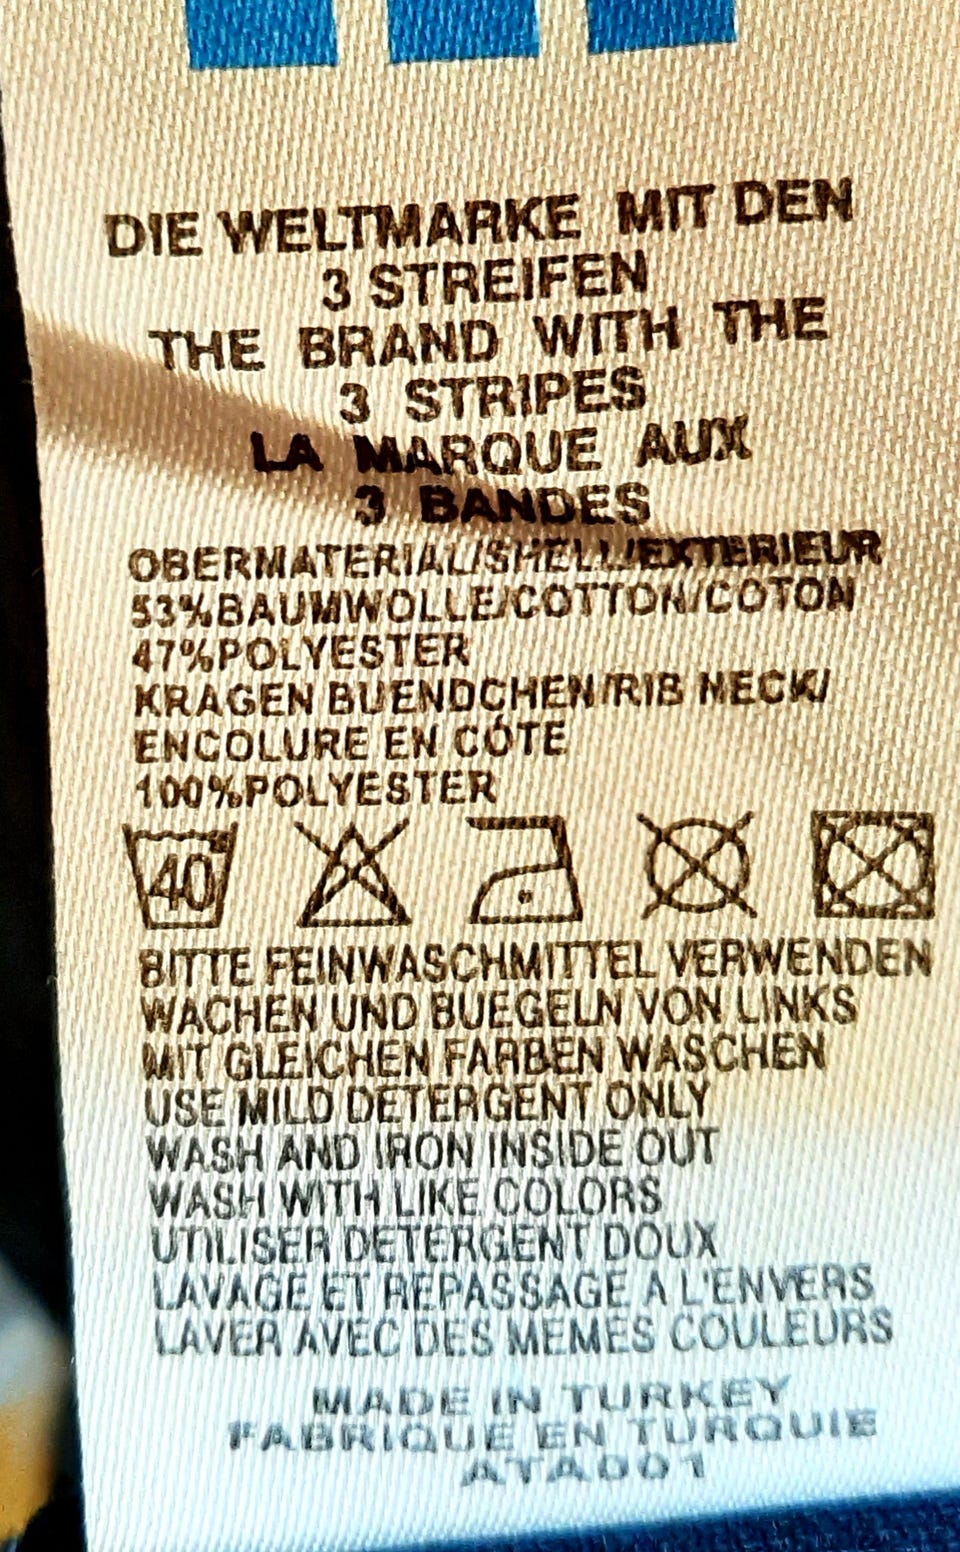 DIE WELTMARKE MIT DEN
3 STREIFEN
THE BRAND WITH THE
3 STRIPES
LA MARQUE AUX
3 BANDES
OBERMATERIAL/SHELL/EXTERIEUR
53%BAUMWOLLE/COTTON/COTON
47%POLYESTER
KRAGEN BUENDCHEN/RIB NECK/
ENCOLURE EN CÓTE
100%POLYESTER
40
BITTE FEINWASCHMITTEL VERWENDEN
WACHEN UND BUEGELN VON LINKS
MIT GLEICHEN FARBEN WASCHEN
USE MILD DETERGENT ONLY
WASH AND IRON INSIDE OUT
WASH WITH LIKE COLORS
UTILISER DETERGENT DOUX
LAVAGE ET REPASSAGE A L'ENVERS
LAVER AVEC DES MEMES COULEURS
MADE IN TURKEY
FABRIQUE EN TURQUIE
ATA001